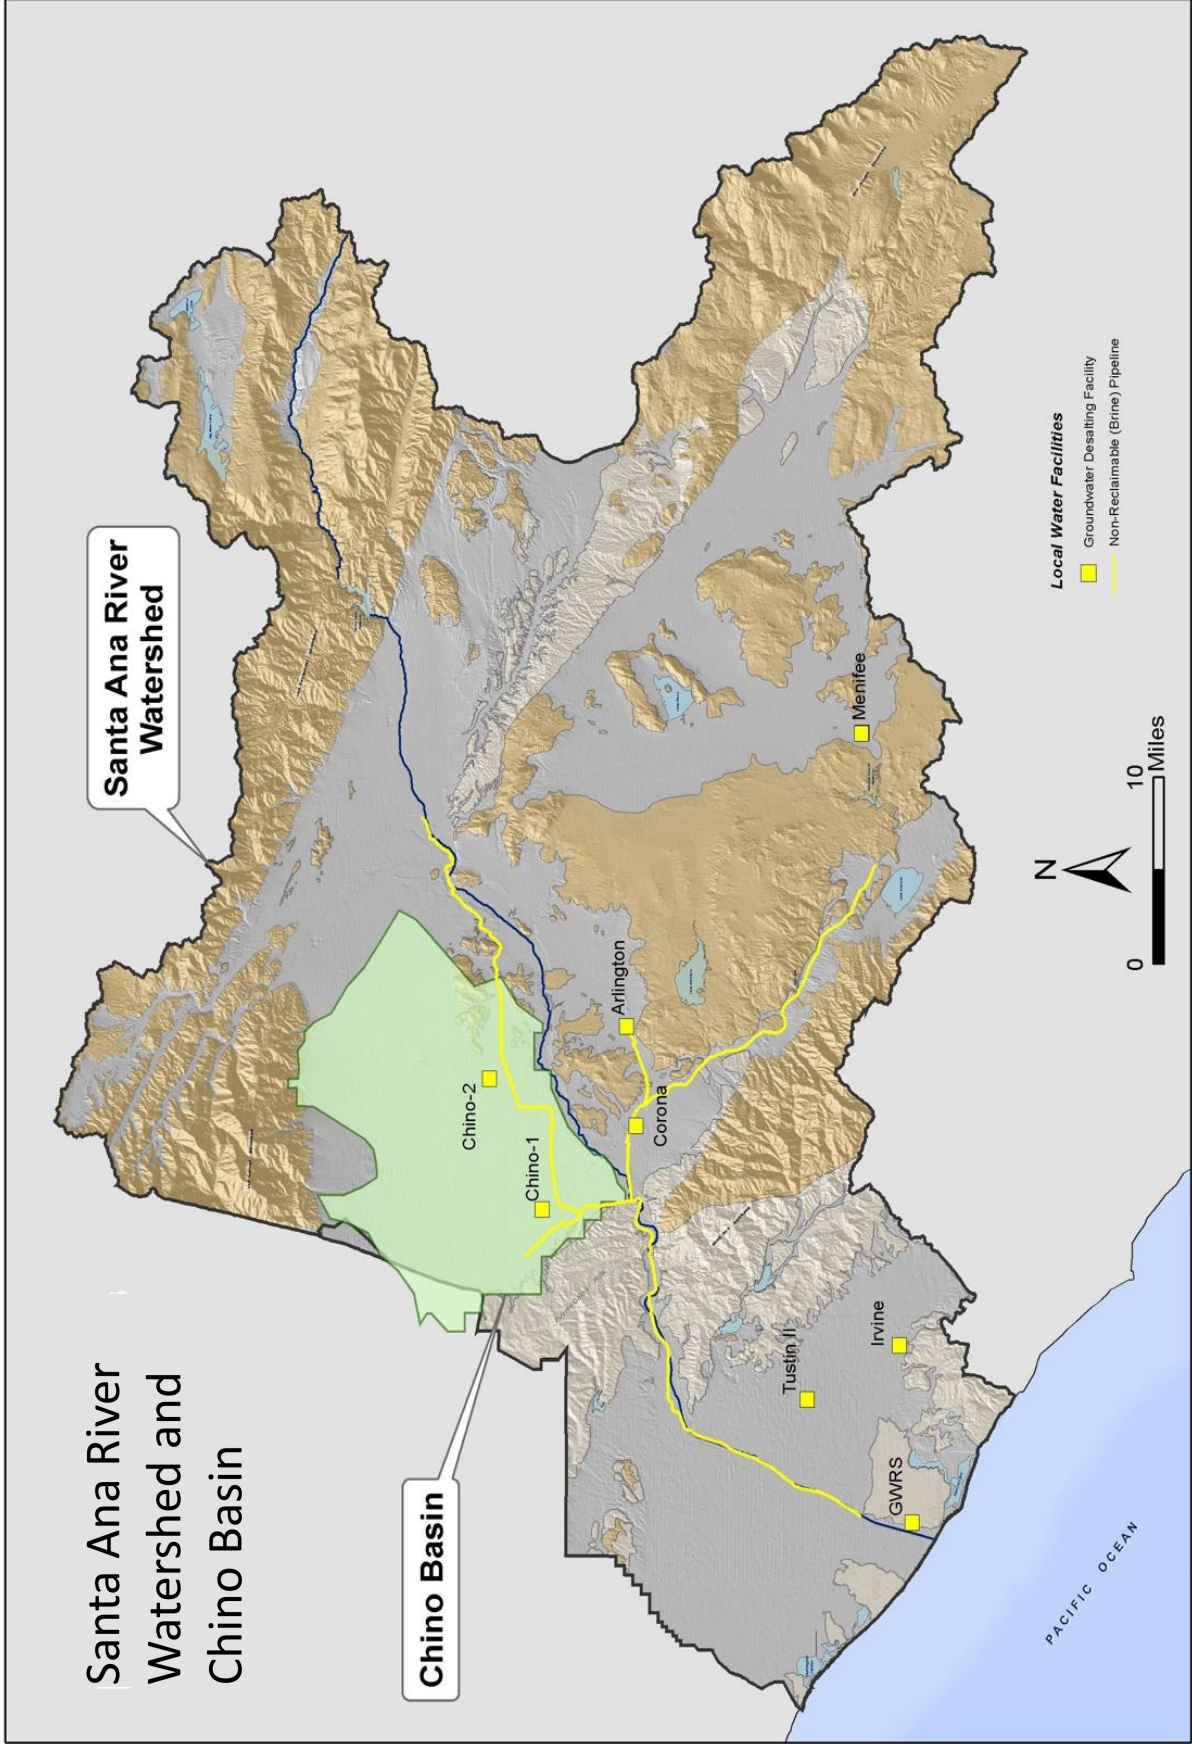 Santa Ana River
Watershed and
Chino Basin
Santa Ana River
Watershed
Chino Basin
Chino-2
Chino-1
Arlington
Corona
Menifee
Tustin II
Irvine
GWRS
PACIFIC OCEAN
N
0
10
Miles
Local Water Facilities
Groundwater Desalting Facility
Non-Reclaimable (Brine) Pipeline